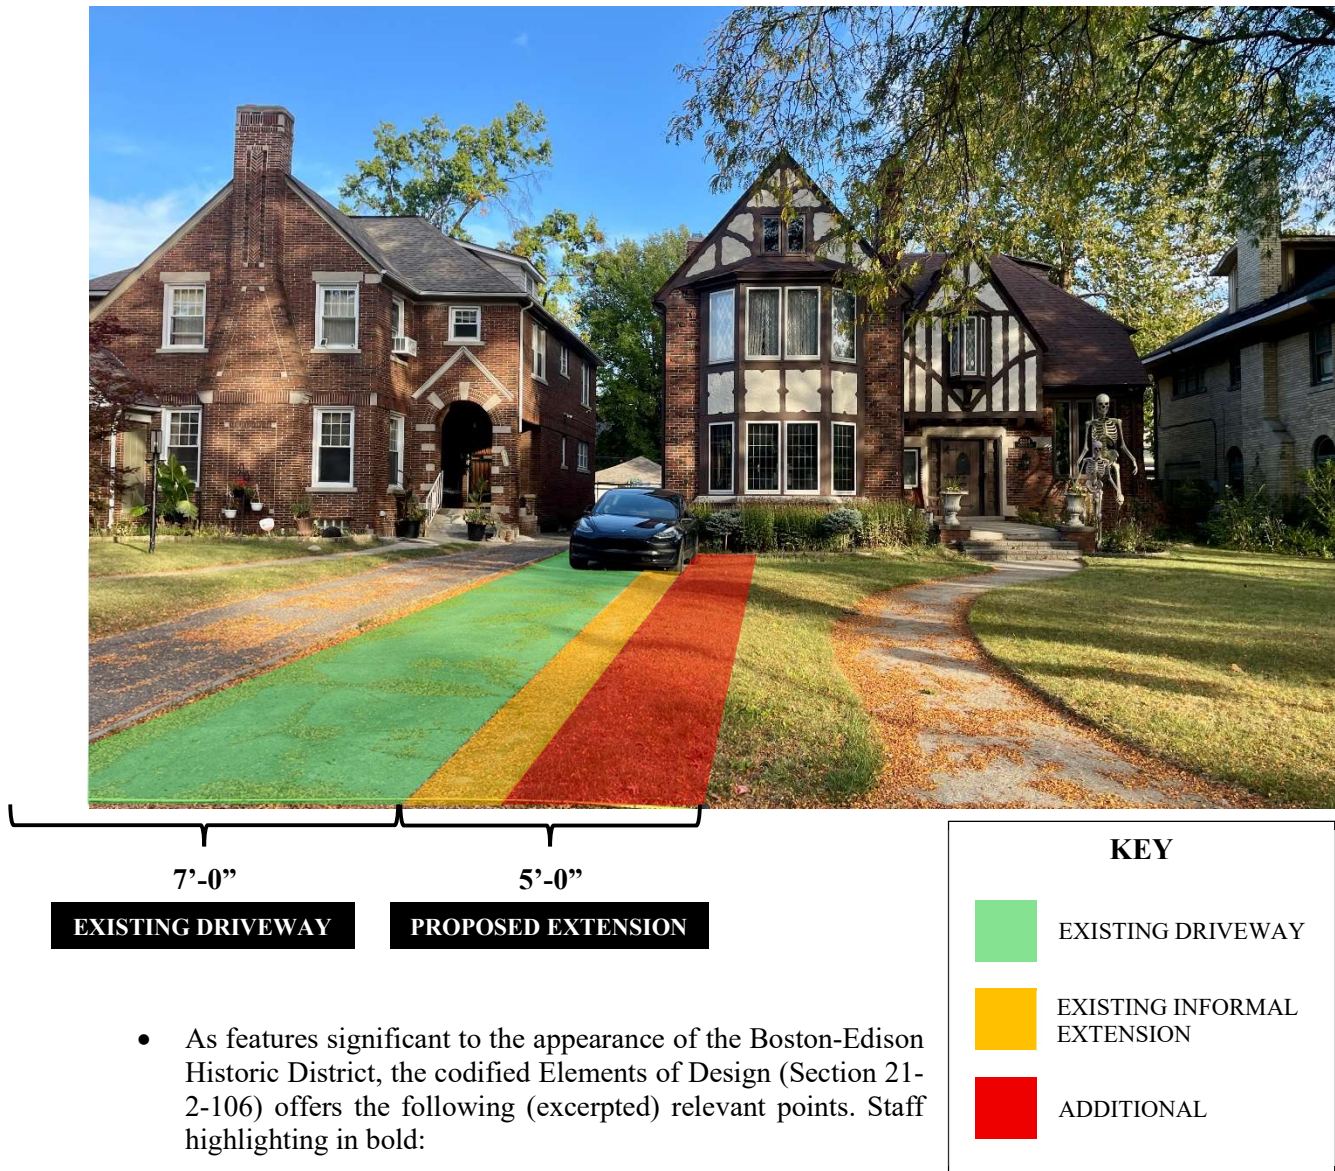 7’-0”
5’-0”
EXISTING DRIVEWAY
PROPOSED EXTENSION
KEY
EXISTING DRIVEWAY
EXISTING INFORMAL
EXTENSION
ADDITIONAL
• As features significant to the appearance of the Boston-Edison
Historic District, the codified Elements of Design (Section 21-
2-106) offers the following (excerpted) relevant points. Staff
highlighting in bold: